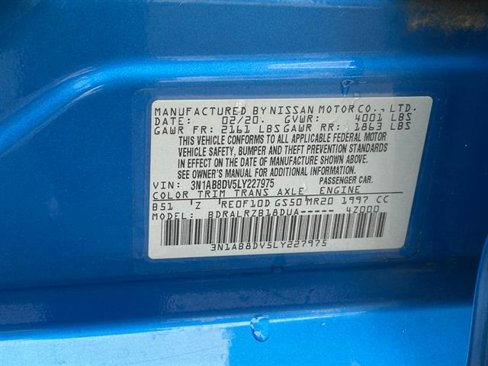 MANUFACTURED BY NISSAN MOTOR CO., LTD.
DATE: 02/20. GVWR: 4001 LBS
GAWR FR: 2161 LBS GAWR RR: 1863 LBS
THIS VEHICLE CONFORMS TO ALL APPLICABLE FEDERAL MOTOR
VEHICLE SAFETY, BUMPER AND THEFT PREVENTION STANDARDS
IN EFFECT ON THE DATE OF MANUFACTURE SHOWN ABOVE.
SEE OWNER'S MANUAL FOR ADDITIONAL INFORMATION.
VIN: 3N1AB8DV5LY227975 PASSENGER CAR.
COLOR TRIM TRANS AXLE ENGINE
B51 Z RE0F10D GS50 MR20 1997 CC
MODEL: BDRALRZB18DUA----- 4Z000
3N1AB8DV5LY227975